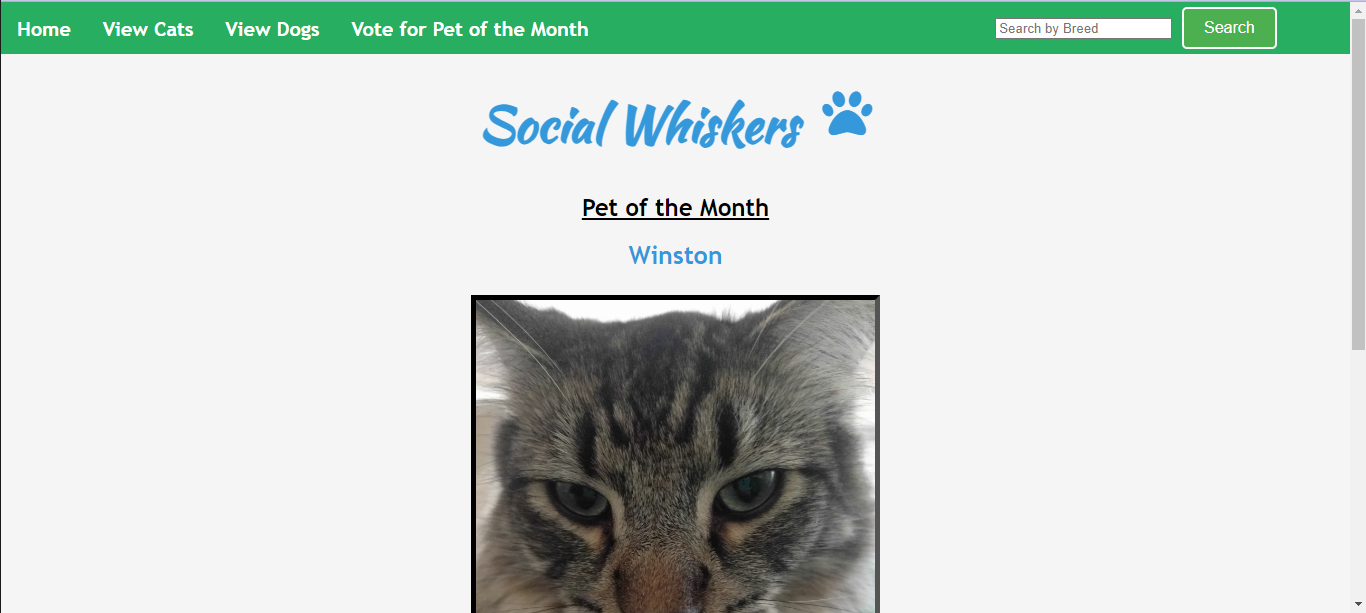 Home View Cats View Dogs Vote for Pet of the Month Search by Breed Search
Social Whiskers
Pet of the Month
Winston